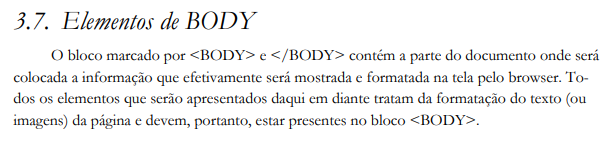 3.7. Elementos de BODY
O bloco marcado por <BODY> e </BODY> contém a parte do documento onde será
colocada a informação que efetivamente será mostrada e formatada na tela pelo browser. To-
dos os elementos que serão apresentados daqui em diante tratam da formatação do texto (ou
imagens) da página e devem, portanto, estar presentes no bloco <BODY>.